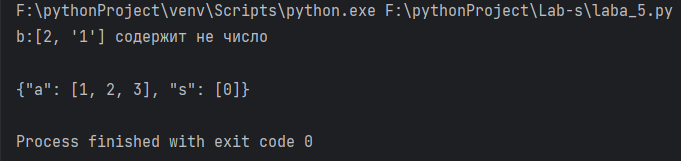 F:\pythonProject\venv\Scripts\python.exe F:\pythonProject\Lab-s\laba_5.py
b:[2, '1'] содержит не число
{"a": [1, 2, 3], "s": [0]}
Process finished with exit code 0